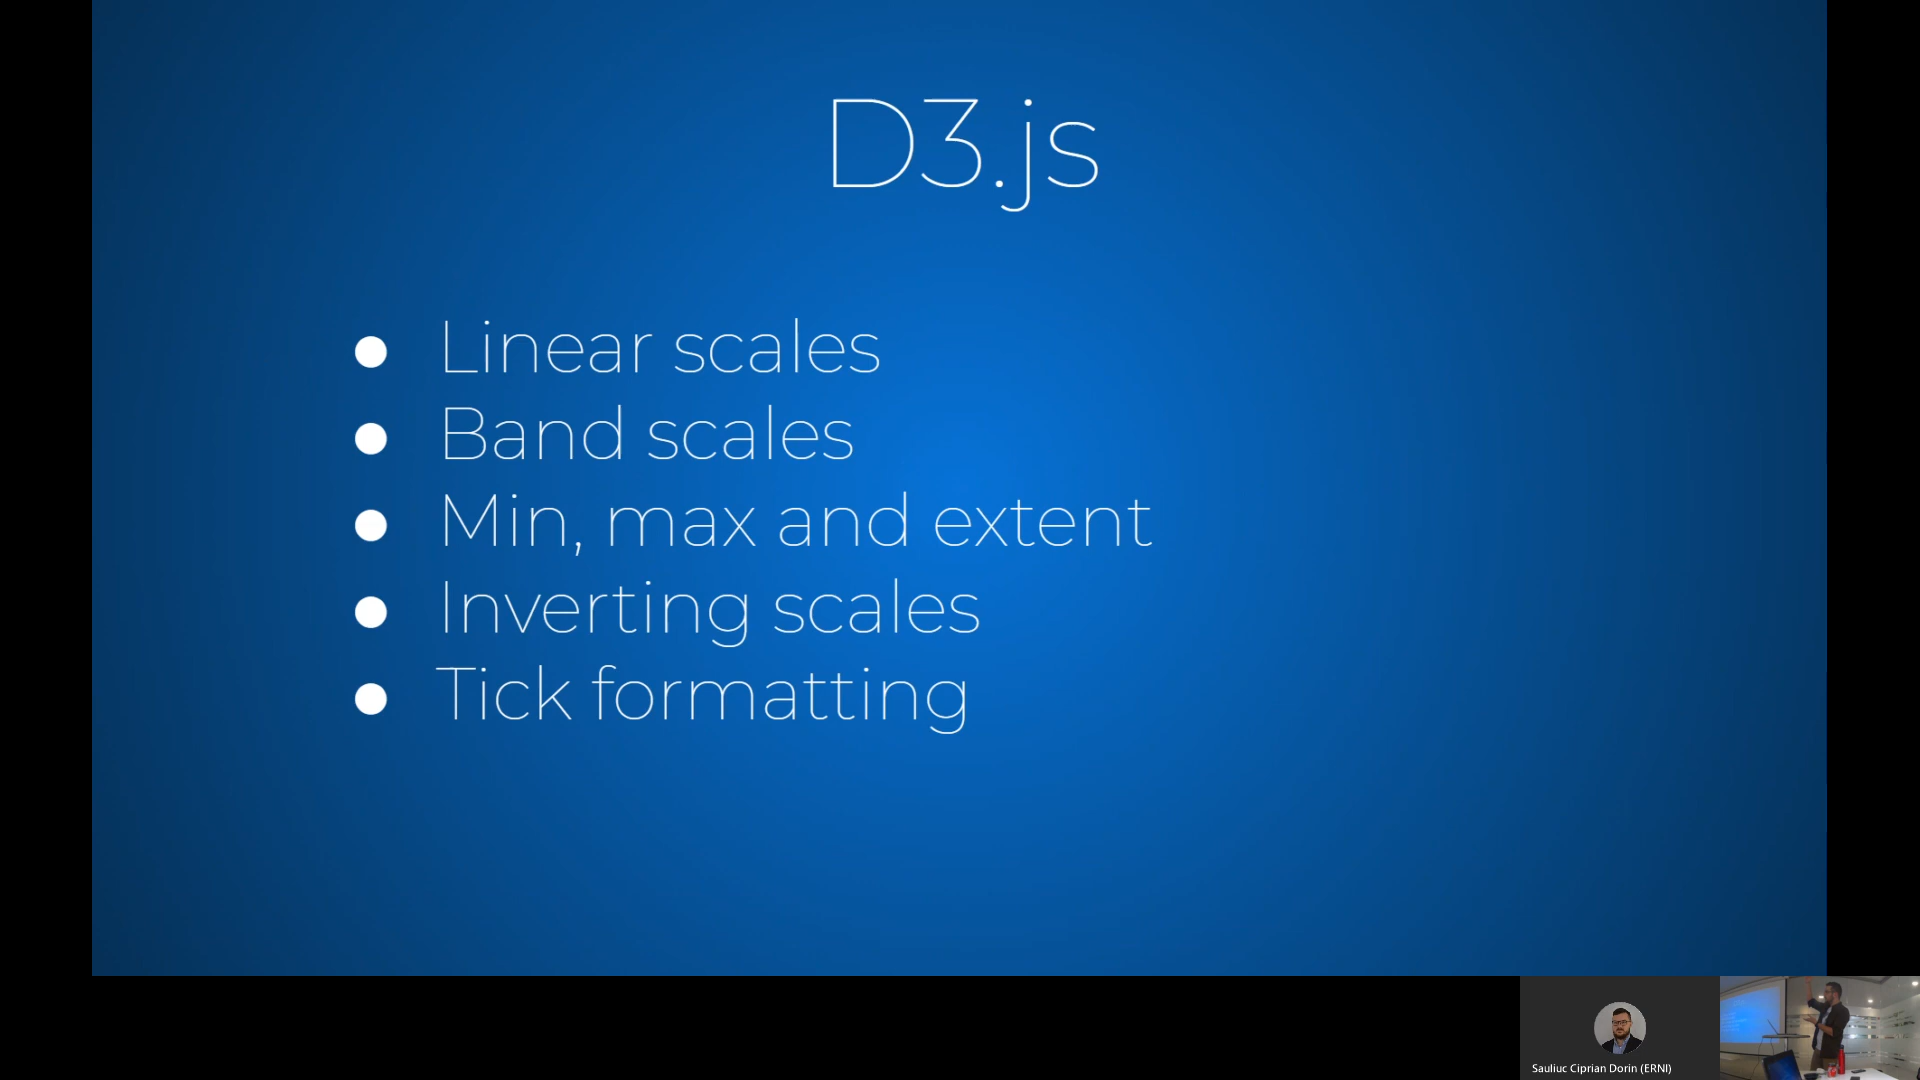 D3.js
● Linear scales
● Band scales
● Min, max and extent
● Inverting scales
● Tick formatting
Sauliuc Ciprian Dorin (ERNI)